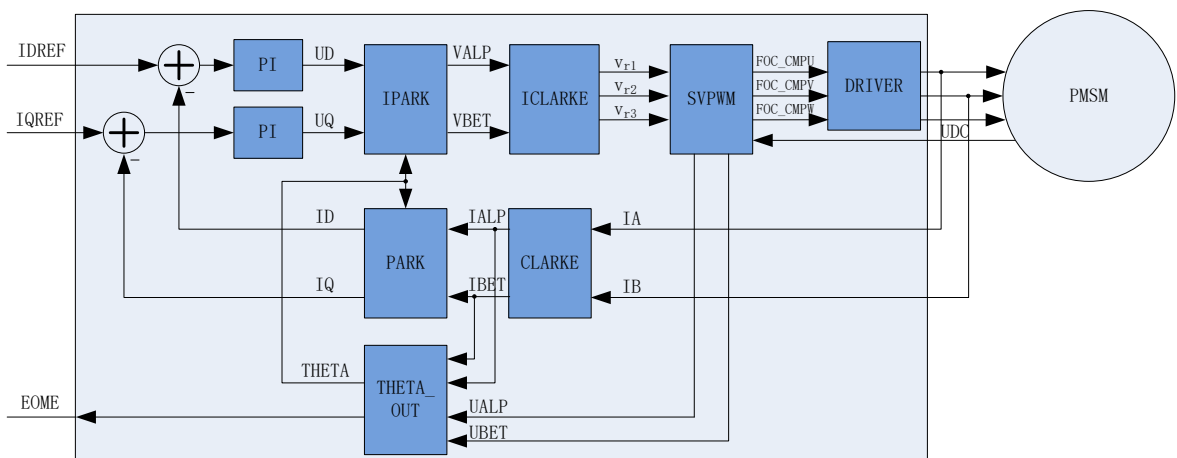 IDREF
PI
UD
IPARK
VALP
ICLARKE
vr1
vr2
vr3
SVPWM
FOC_CMPU
FOC_CMPV
FOC_CMPW
DRIVER
PMSM
IQREF
PI
UQ
VBET
UDC
ID
PARK
IALP
CLARKE
IA
IQ
IBET
IB
THETA
THETA_
OUT
EOME
UALP
UBET